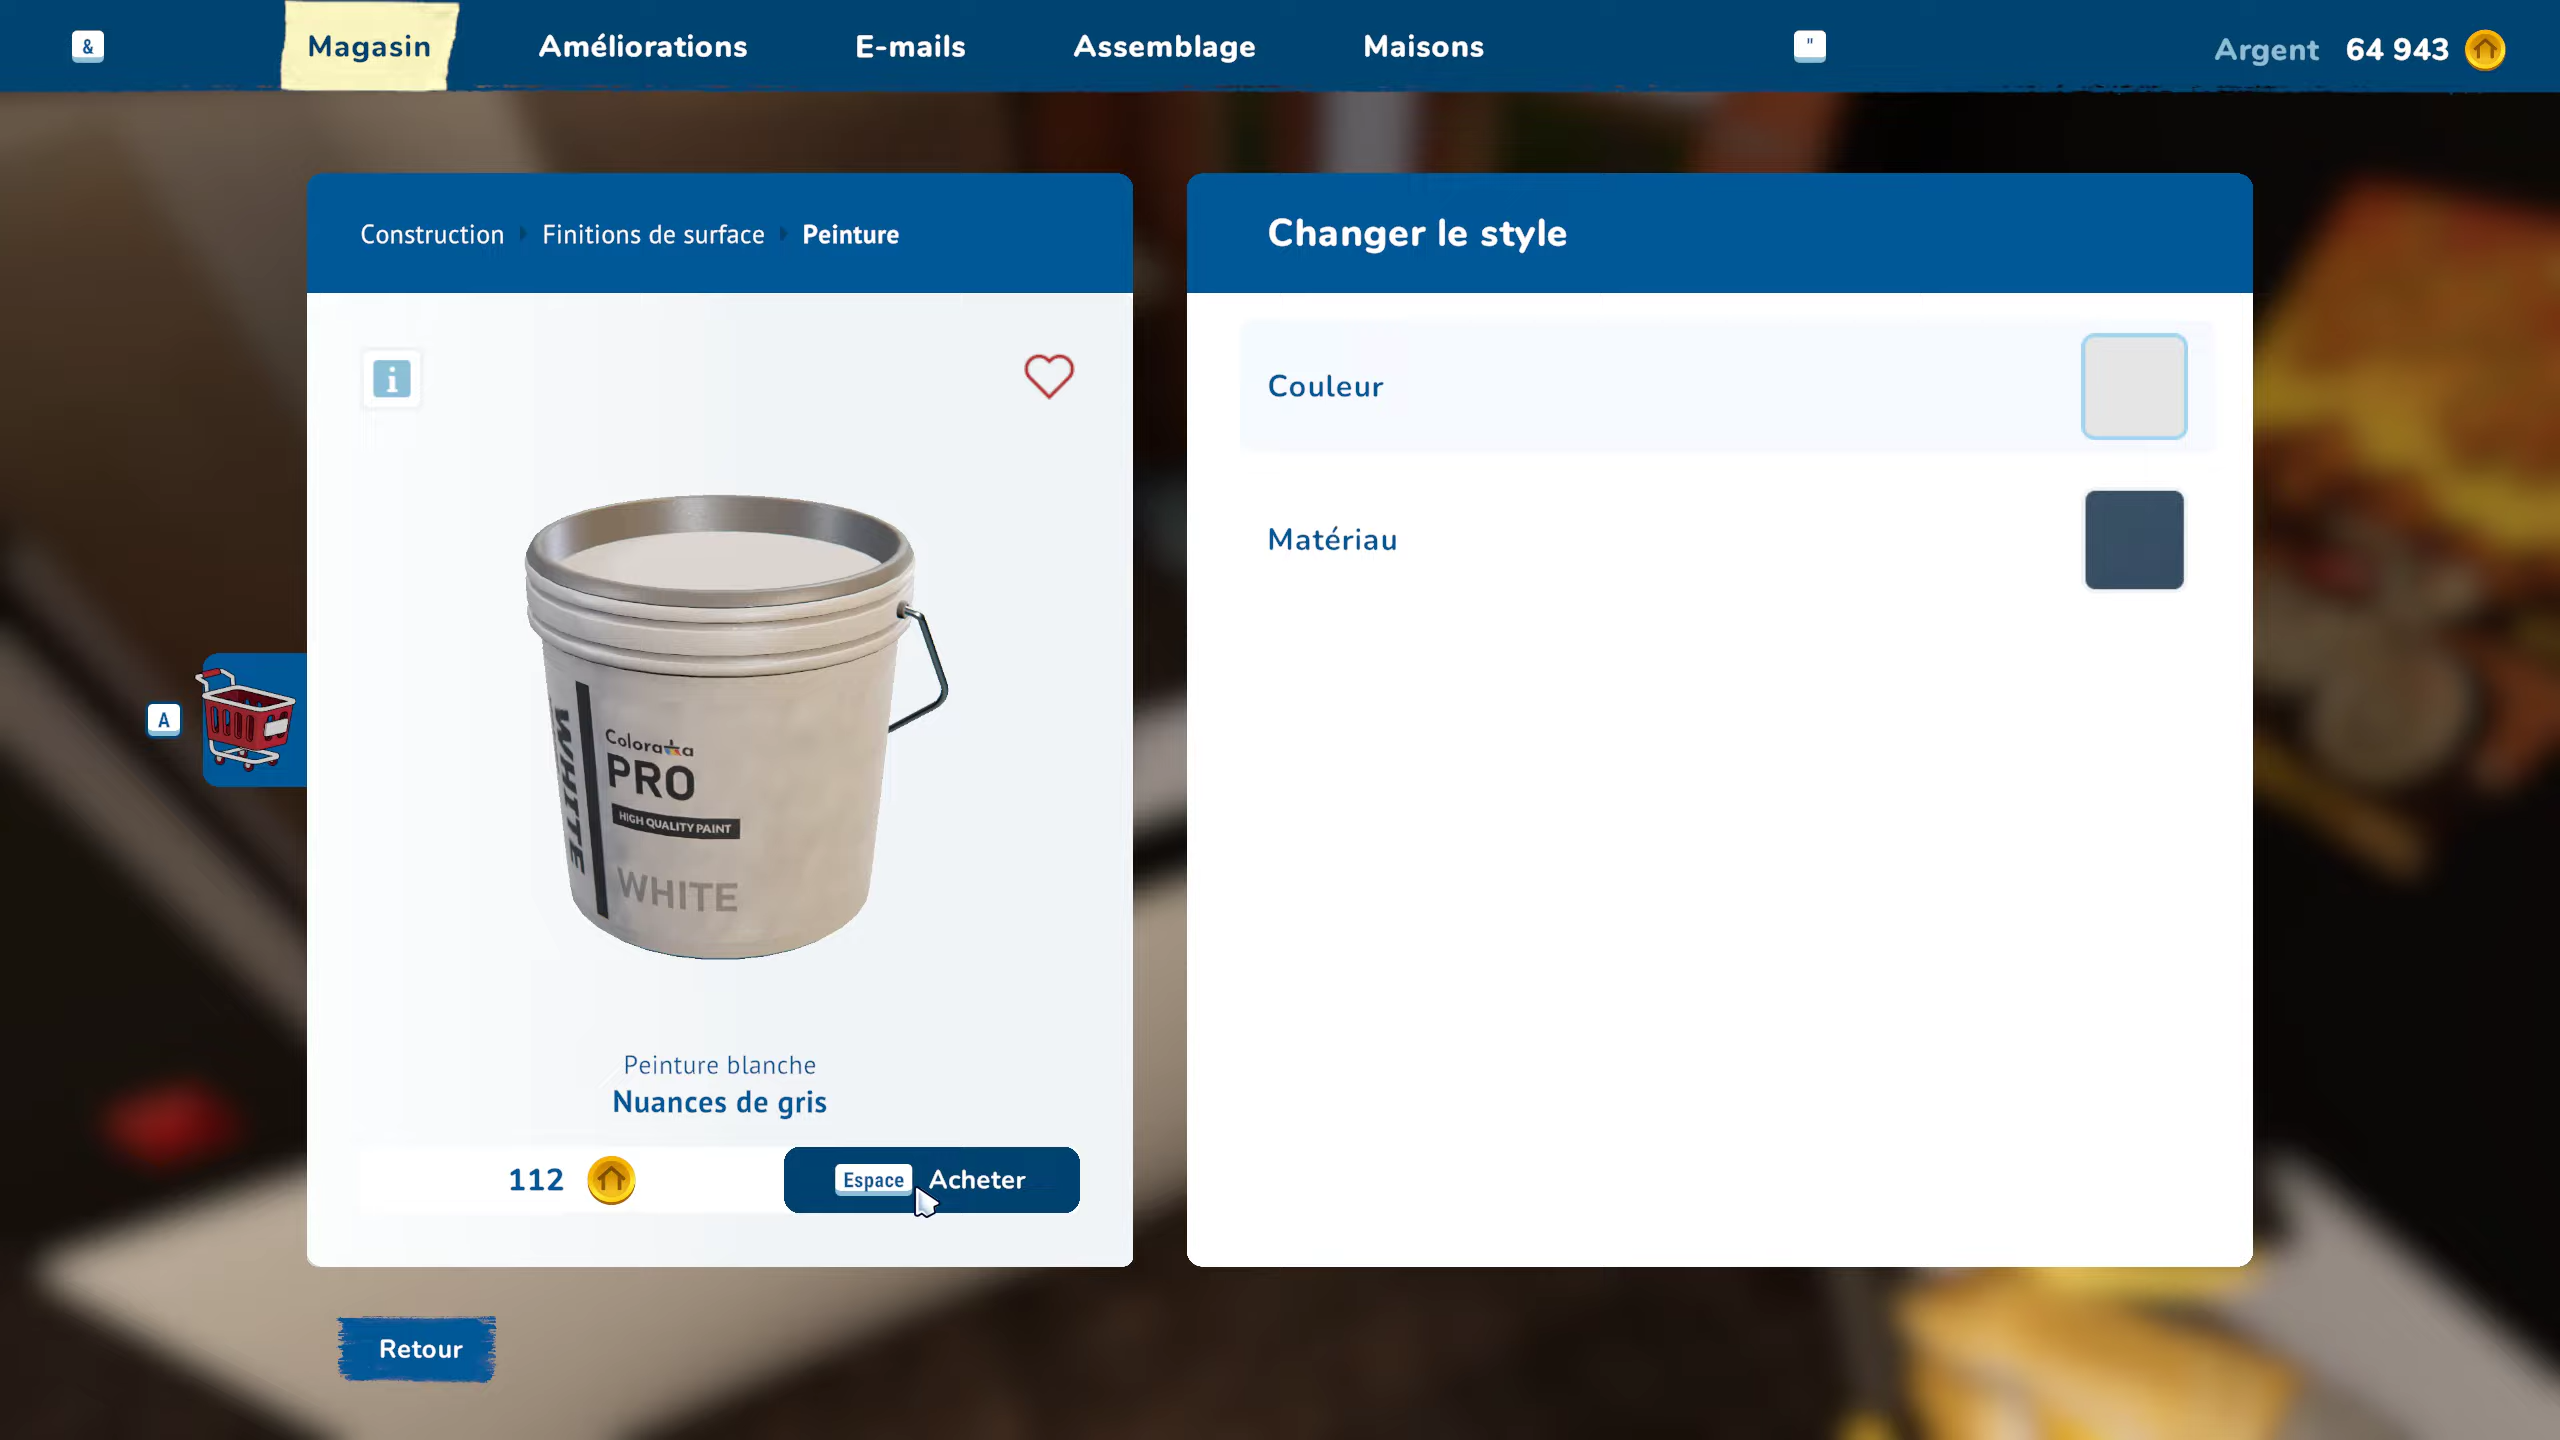 &
Magasin
Améliorations
E-mails
Assemblage
Maisons
"
Argent 64 943
Construction
Finitions de surface
Peinture
Changer le style
i
Couleur
Matériau
A
WHITE
Coloratta
PRO
HIGH QUALITY PAINT
WHITE
Peinture blanche
Nuances de gris
112
Espace Acheter
Retour